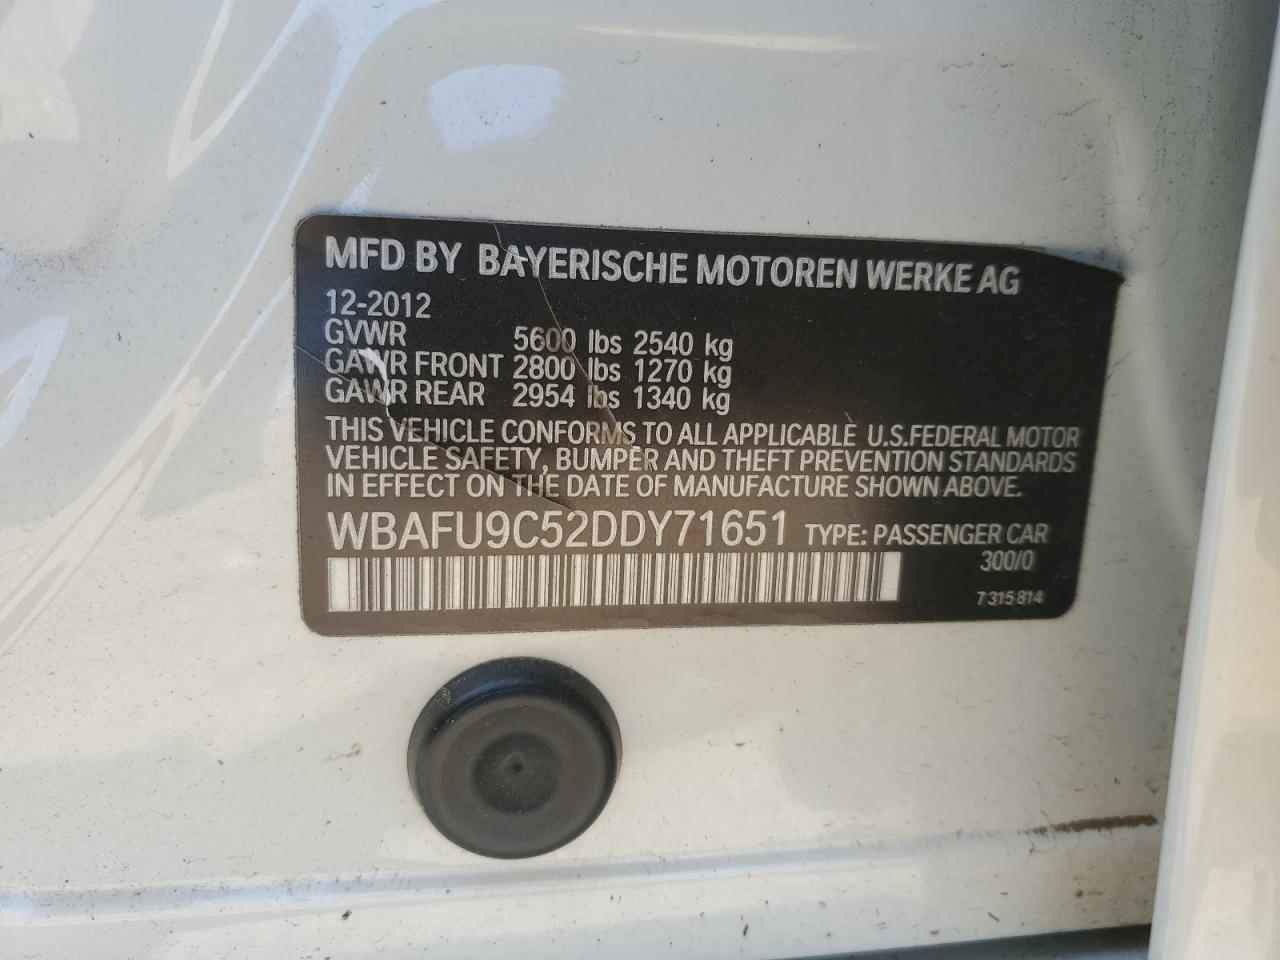 MFD BY BAYERISCHE MOTOREN WERKE AG
12-2012
GVWR 5600 lbs 2540 kg
GAWR FRONT 2800 lbs 1270 kg
GAWR REAR 2954 lbs 1340 kg
THIS VEHICLE CONFORMS TO ALL APPLICABLE U.S.FEDERAL MOTOR
VEHICLE SAFETY, BUMPER AND THEFT PREVENTION STANDARDS
IN EFFECT ON THE DATE OF MANUFACTURE SHOWN ABOVE.
WBAFU9C52DDY71651 TYPE: PASSENGER CAR
300/0
7 315 814